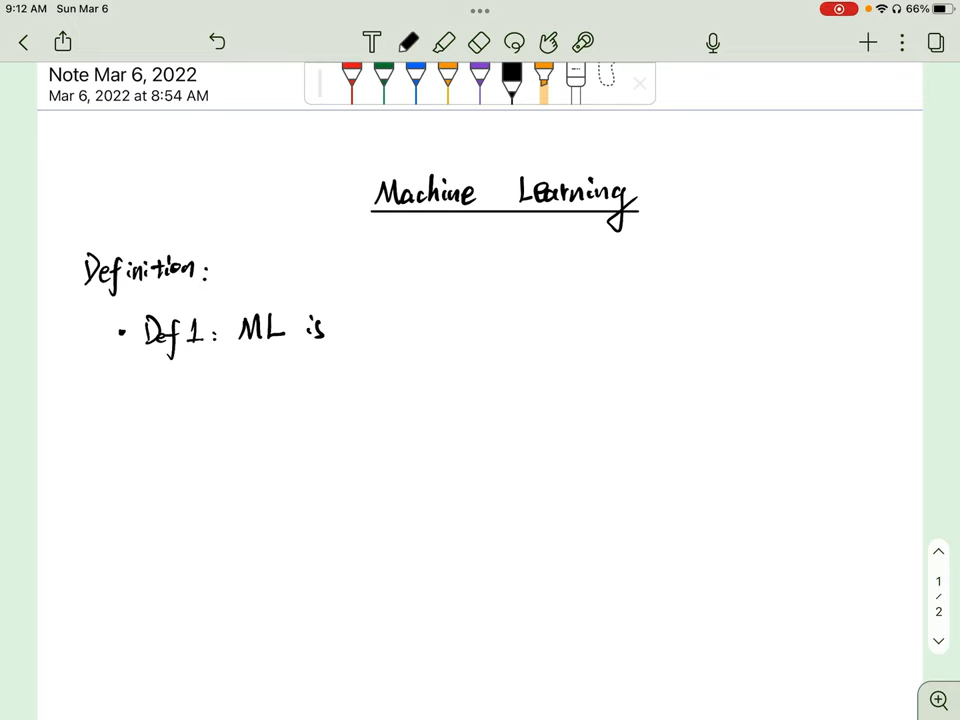 9:12 AM Sun Mar 6
66%
Note Mar 6, 2022
Mar 6, 2022 at 8:54 AM
Machine Learning
Definition:
• Def 1: ML is
1
/
2